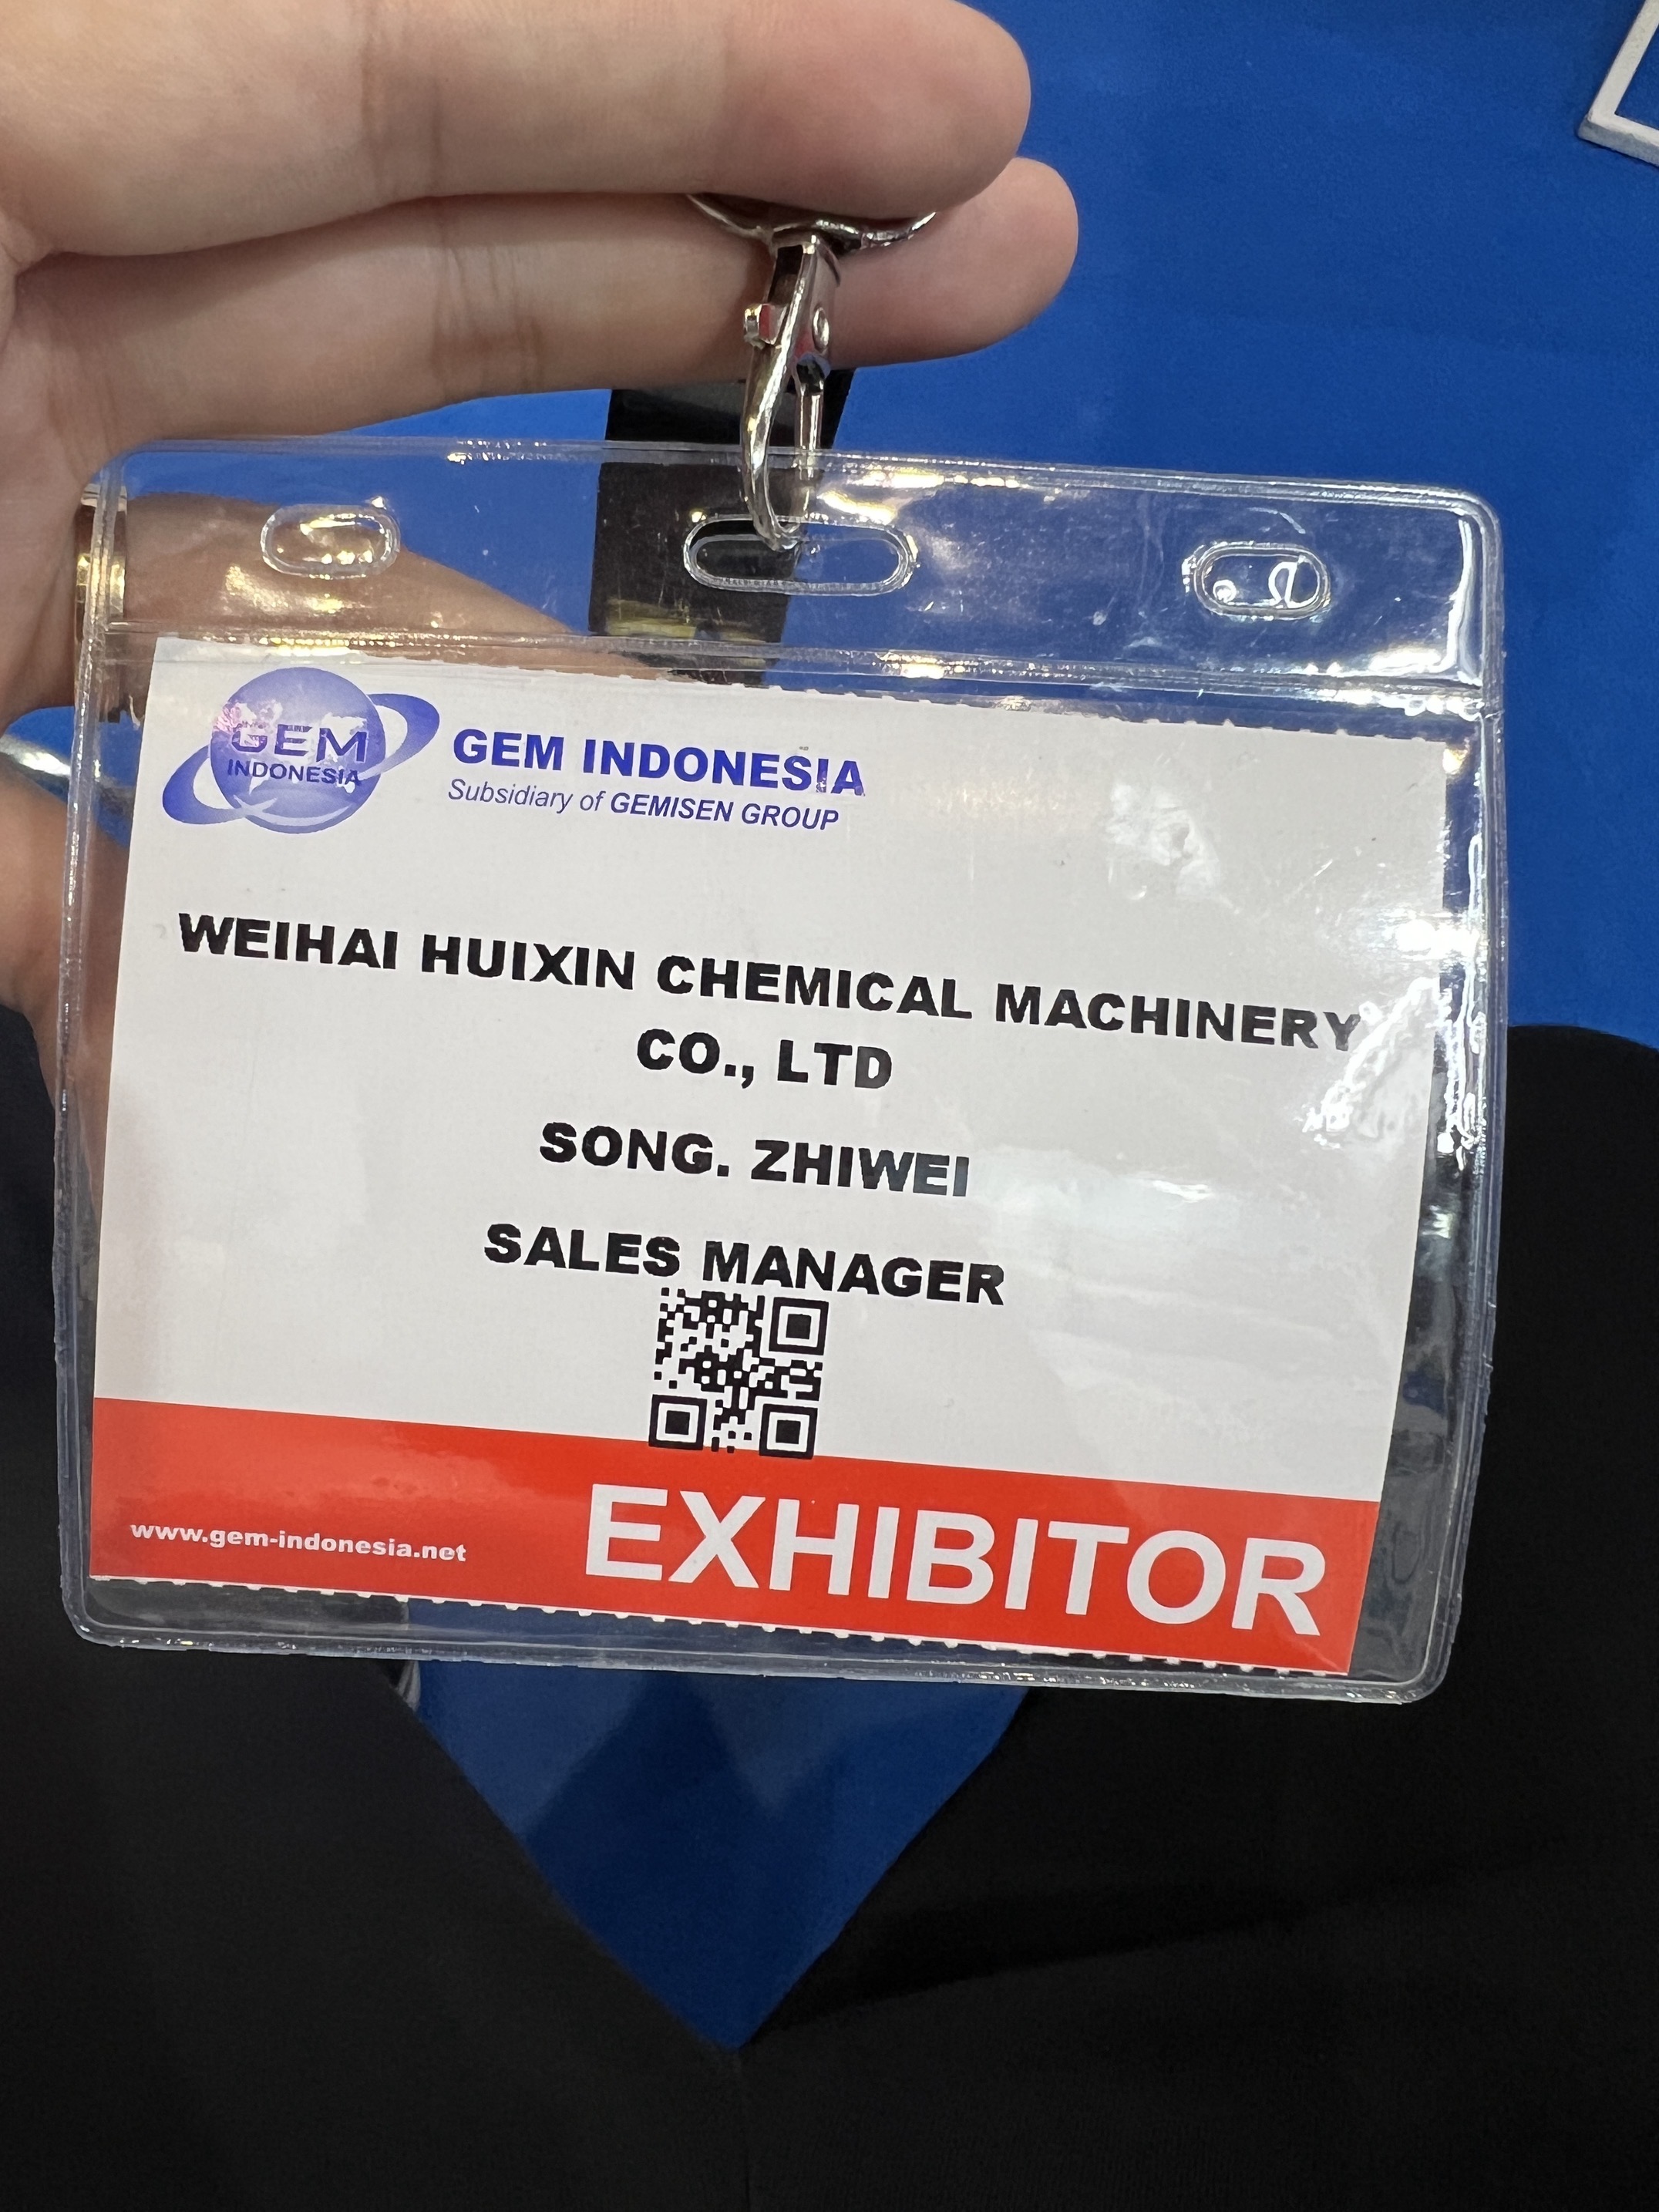 GEM
INDONESIA
GEM INDONESIA
Subsidiary of GEMISEN GROUP
WEIHAI HUIXIN CHEMICAL MACHINERY
CO., LTD
SONG. ZHIWEI
SALES MANAGER
www.gem-indonesia.net
EXHIBITOR